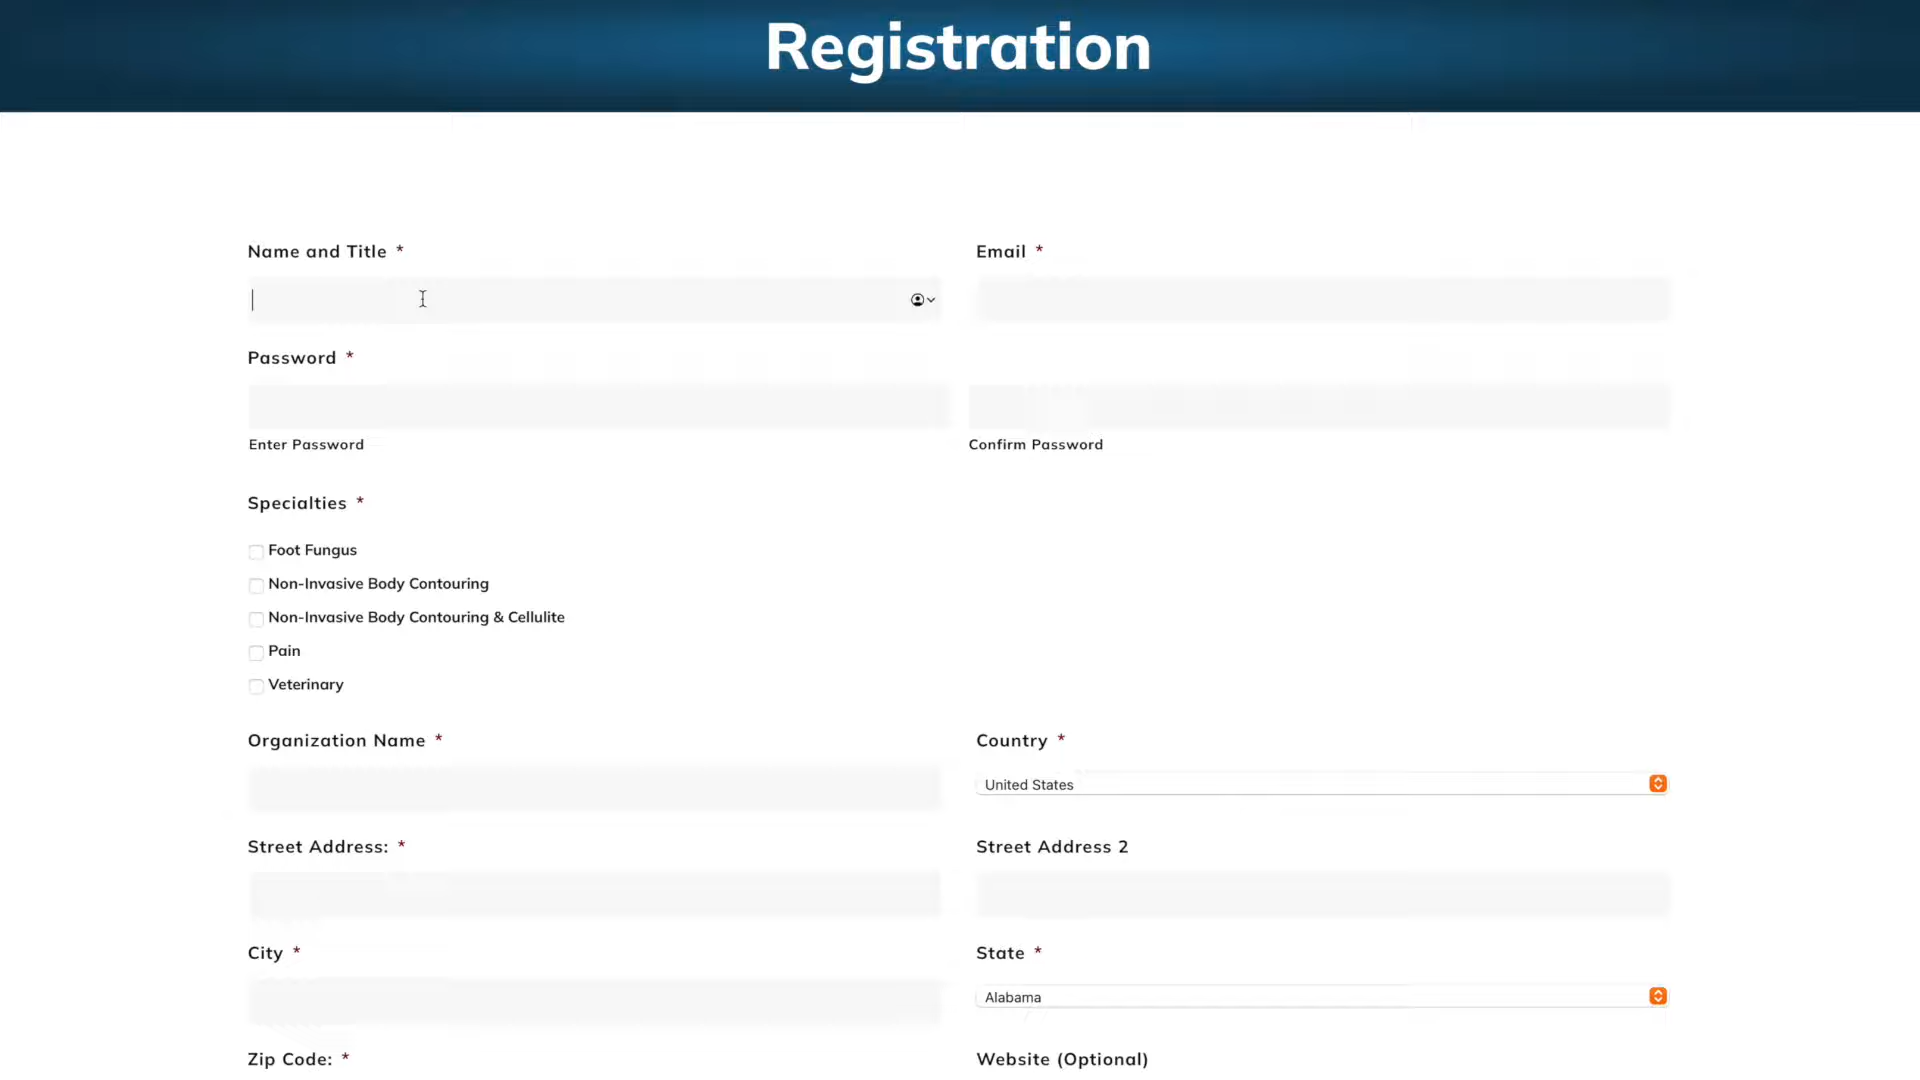 Registration
Name and Title *
Email *
Password *
Enter Password
Confirm Password
Specialties *
Foot Fungus
Non-Invasive Body Contouring
Non-Invasive Body Contouring & Cellulite
Pain
Veterinary
Organization Name *
Country *
United States
Street Address: *
Street Address 2
City *
State *
Alabama
Zip Code: *
Website (Optional)